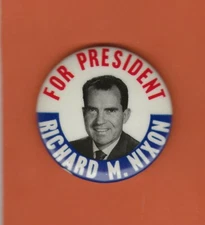 FOR PRESIDENT
RICHARD M. NIXON